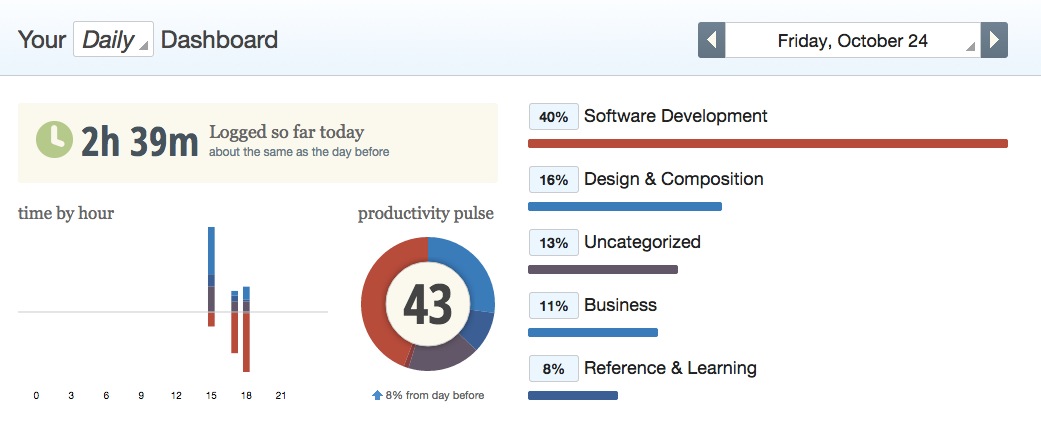 Your Daily Dashboard
Friday, October 24
2h 39m
Logged so far today
about the same as the day before
time by hour
productivity pulse
43
0 3 6 9 12 15 18 21
8% from day before
40% Software Development
16% Design & Composition
13% Uncategorized
11% Business
8% Reference & Learning